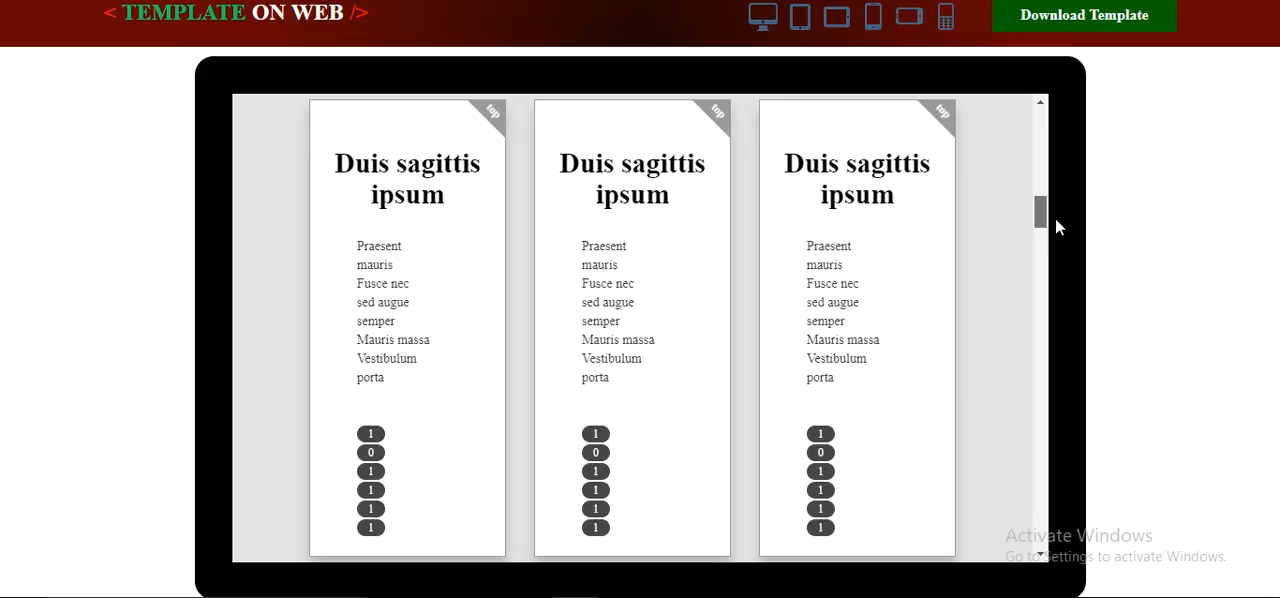 < TEMPLATE ON WEB />
Download Template
top
Duis sagittis
ipsum
Praesent
mauris
Fusce nec
sed augue
semper
Mauris massa
Vestibulum
porta
1
0
1
1
1
1
top
Duis sagittis
ipsum
Praesent
mauris
Fusce nec
sed augue
semper
Mauris massa
Vestibulum
porta
1
0
1
1
1
1
top
Duis sagittis
ipsum
Praesent
mauris
Fusce nec
sed augue
semper
Mauris massa
Vestibulum
porta
1
0
1
1
1
1
Activate Windows
Go to Settings to activate Windows.